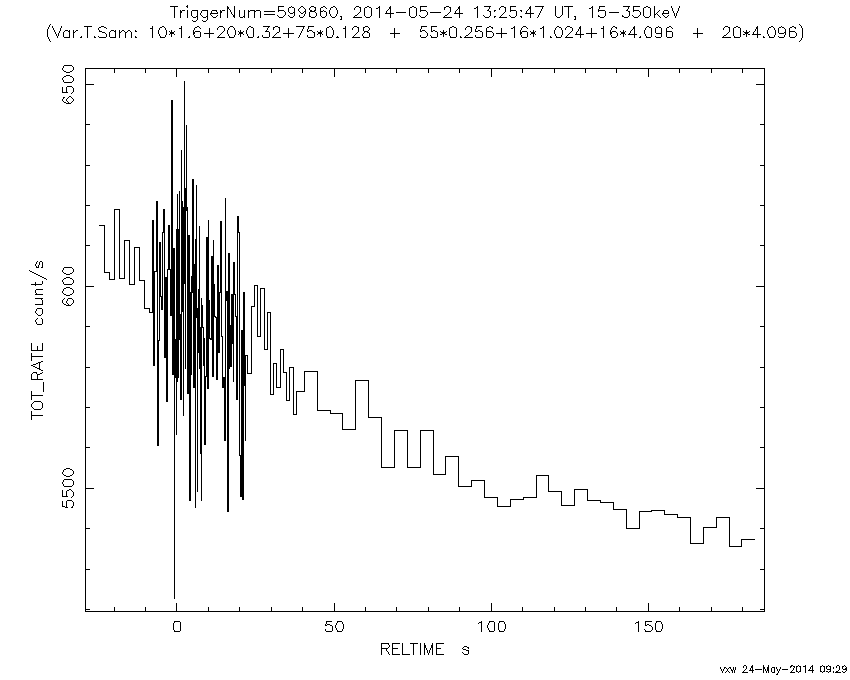 TriggerNum=599860, 2014-05-24 13:25:47 UT, 15-350keV
(Var.T.Sam: 10*1.6+20*0.32+75*0.128 + 55*0.256+16*1.024+16*4.096 + 20*4.096)
6500
6000
5500
TOT_RATE count/s
0 50 100 150
RELTIME s
vxw 24-May-2014 09:29